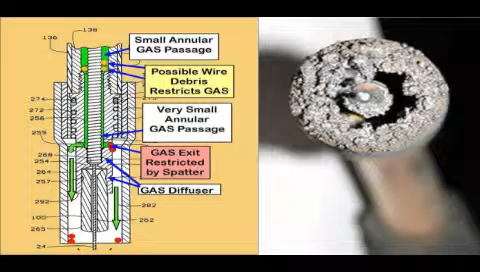 138
136
Small Annular
GAS Passage
Possible Wire
Debris
Restricts GAS
274
272
256
Very Small
Annular
GAS Passage
255
268
254
264
257
GAS Exit
Restricted
by Spatter
GAS Diffuser
292
282
100
262
265
24